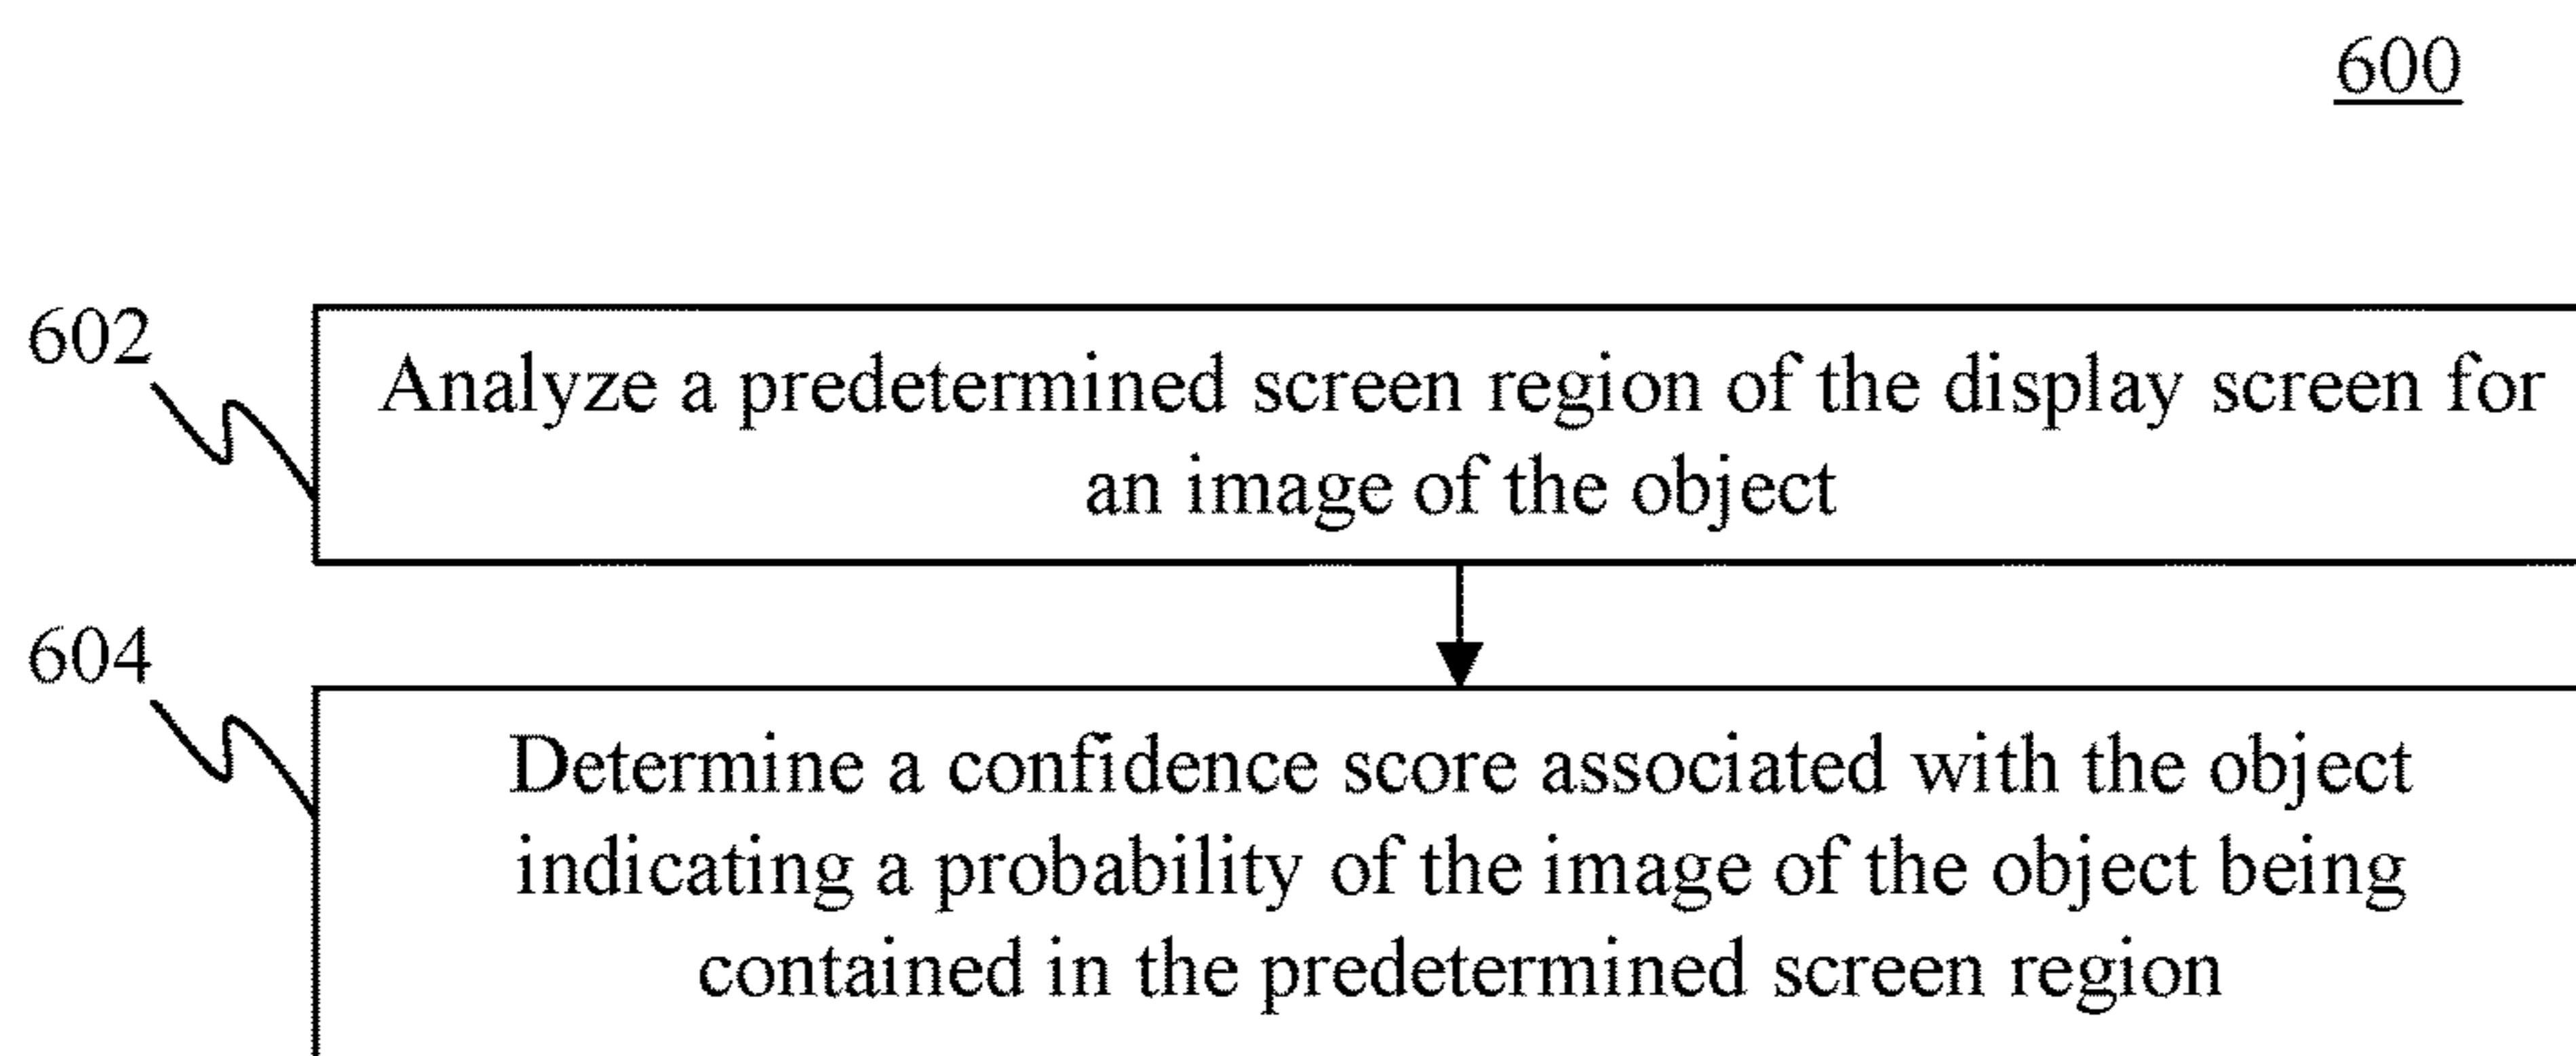 600
602
Analyze a predetermined screen region of the display screen for
an image of the object
604
Determine a confidence score associated with the object
indicating a probability of the image of the object being
contained in the predetermined screen region